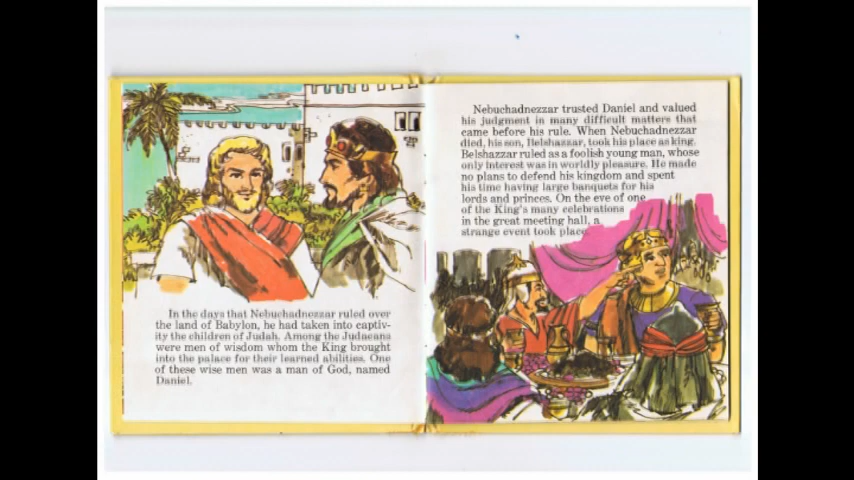 In the days that Nebuchadnezzar ruled over
the land of Babylon, he had taken into captiv-
ity the children of Judah. Among the Judaeans
were men of wisdom whom the King brought
into the palace for their learned abilities. One
of these wise men was a man of God, named
Daniel.
Nebuchadnezzar trusted Daniel and valued
his judgment in many difficult matters that
came before his rule. When Nebuchadnezzar
died, his son, Belshazzar, took his place as king.
Belshazzar ruled as a foolish young man, whose
only interest was in worldly pleasure. He made
no plans to defend his kingdom and spent
his time having large banquets for his
lords and princes. On the eve of one
of the King's many celebrations
in the great meeting hall, a
strange event took place.